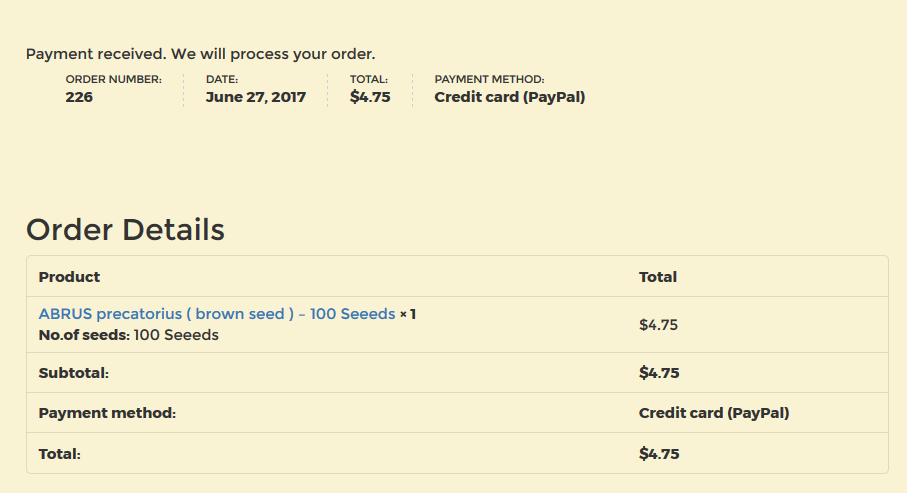 Payment received. We will process your order.
ORDER NUMBER: DATE: TOTAL: PAYMENT METHOD:
226 June 27, 2017 $4.75 Credit card (PayPal)
Order Details
Product Total
ABRUS precatorius ( brown seed ) – 100 Seeeds × 1
No.of seeds: 100 Seeeds $4.75
Subtotal: $4.75
Payment method: Credit card (PayPal)
Total: $4.75